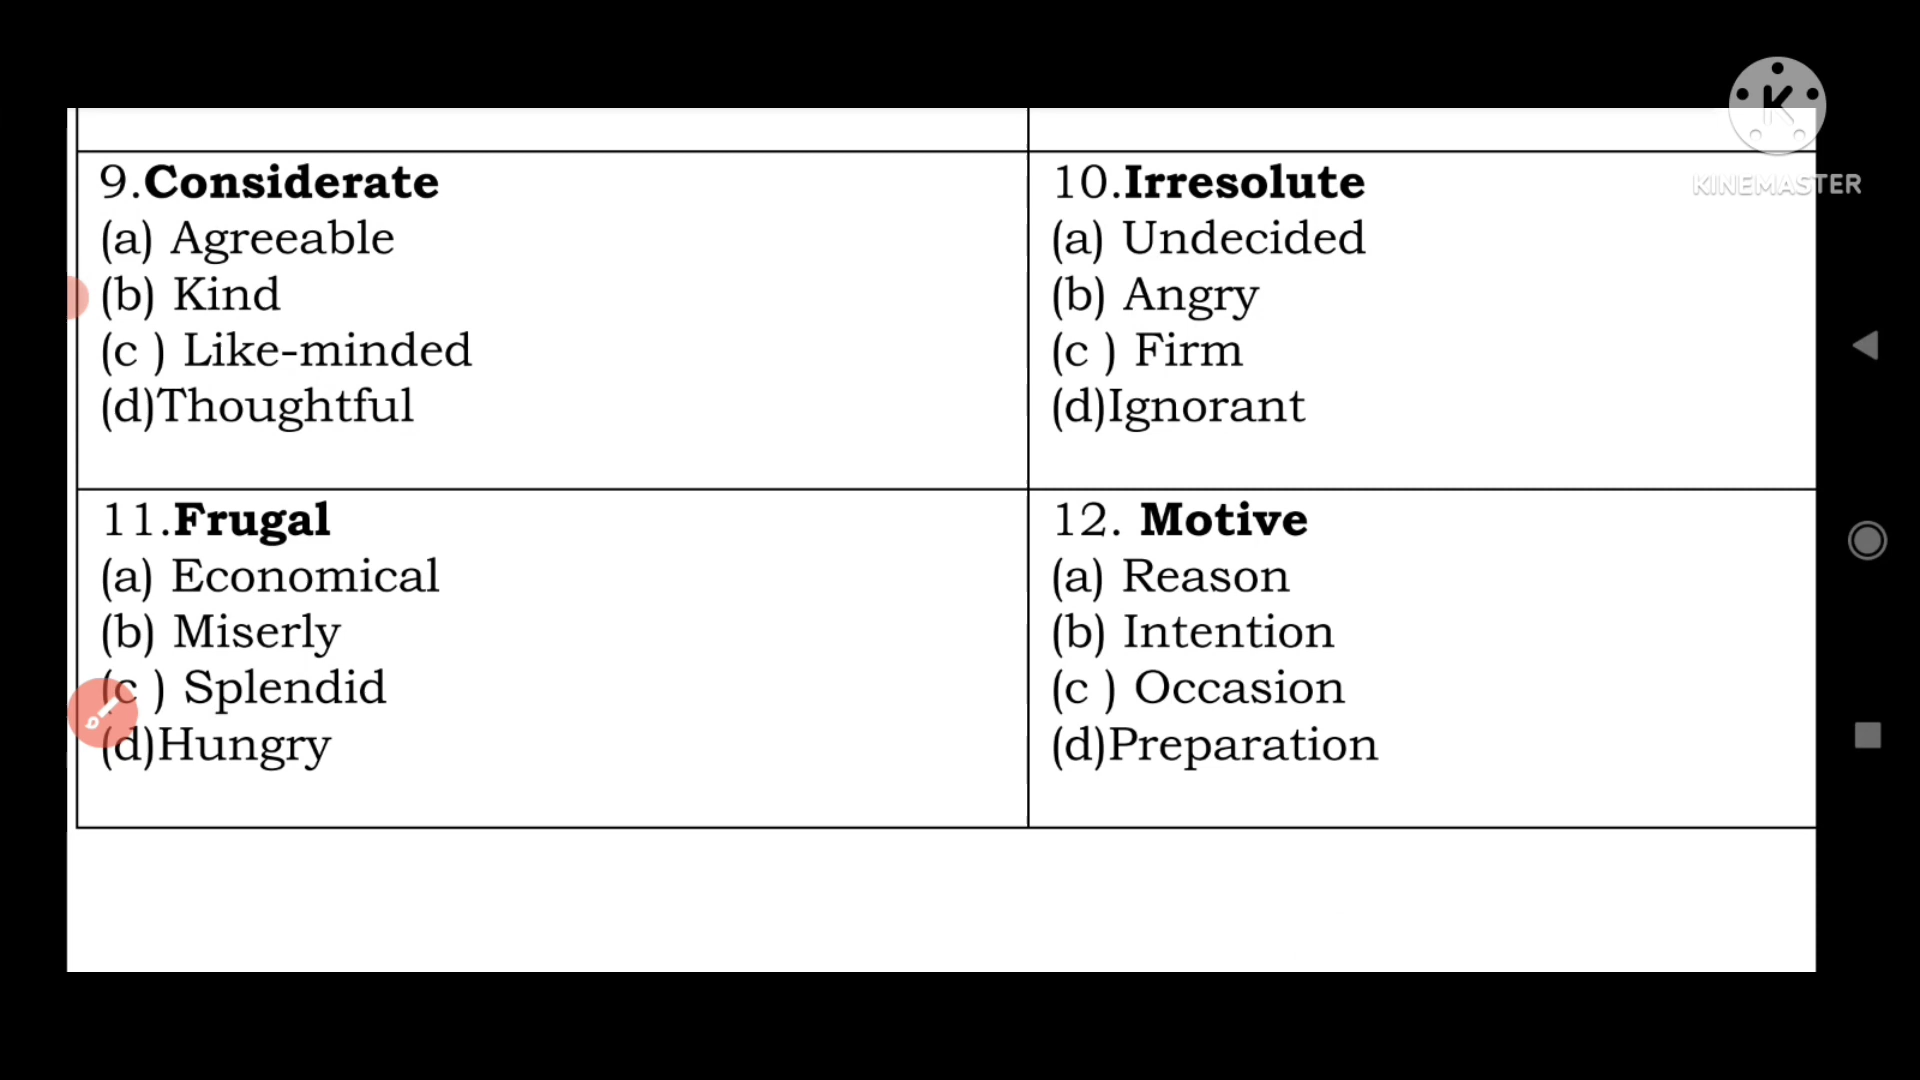 9.Considerate
(a) Agreeable
(b) Kind
(c ) Like-minded
(d)Thoughtful
10.Irresolute
(a) Undecided
(b) Angry
(c ) Firm
(d)Ignorant
11.Frugal
(a) Economical
(b) Miserly
(c ) Splendid
(d)Hungry
12. Motive
(a) Reason
(b) Intention
(c ) Occasion
(d)Preparation
K
KINEMASTER